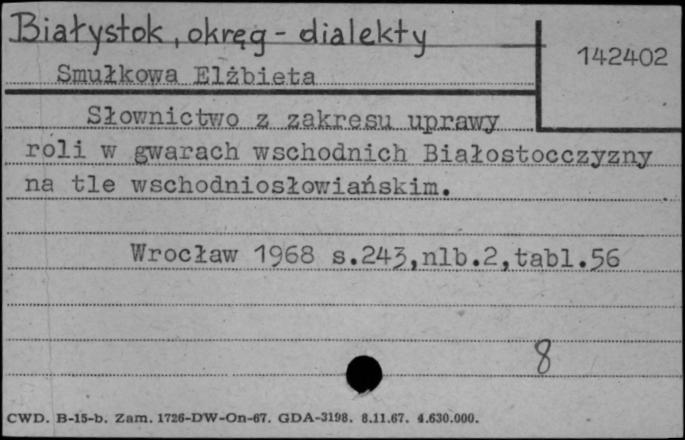 Białystok, okręg - dialekty
142402
Smułkowa Elżbieta
Słownictwo z zakresu uprawy
roli w gwarach wschodnich Białostocczyzny
na tle wschodniosłowiańskim.
Wrocław 1968 s.243,nlb.2,tabl.56
8
CWD. B-15-b. Zam. 1726-DW-On-67. GDA-3198. 8.11.67. 4.630.000.